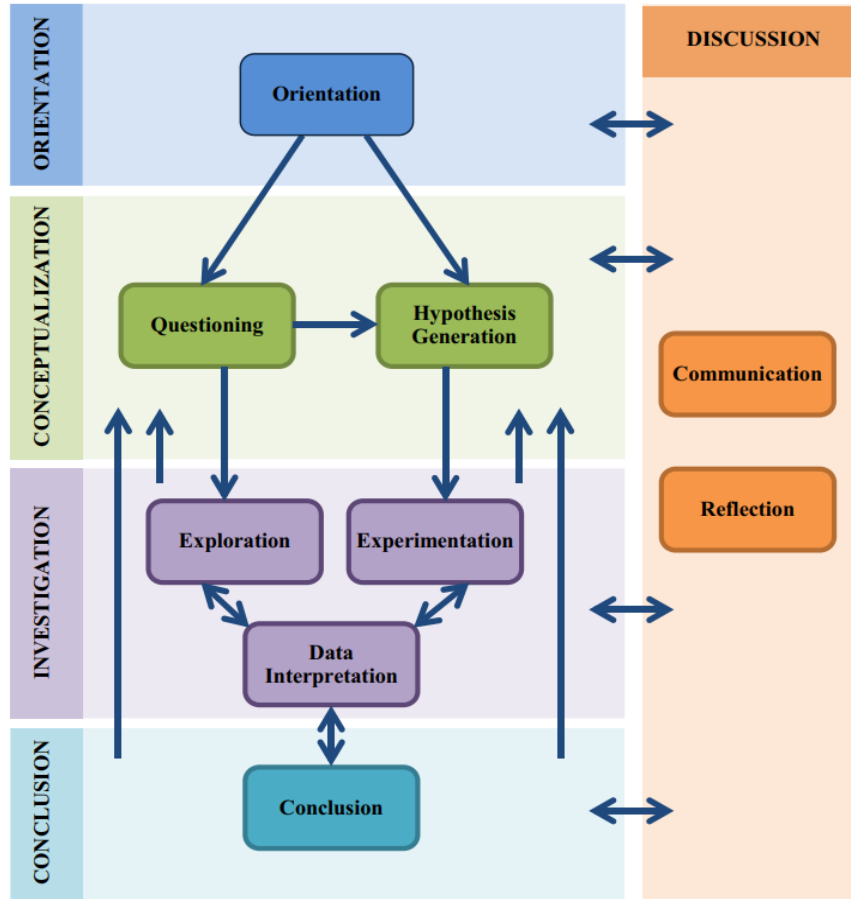 ORIENTATION
Orientation
DISCUSSION
CONCEPTUALIZATION
Questioning
Hypothesis
Generation
Communication
Reflection
INVESTIGATION
Exploration
Experimentation
Data
Interpretation
CONCLUSION
Conclusion